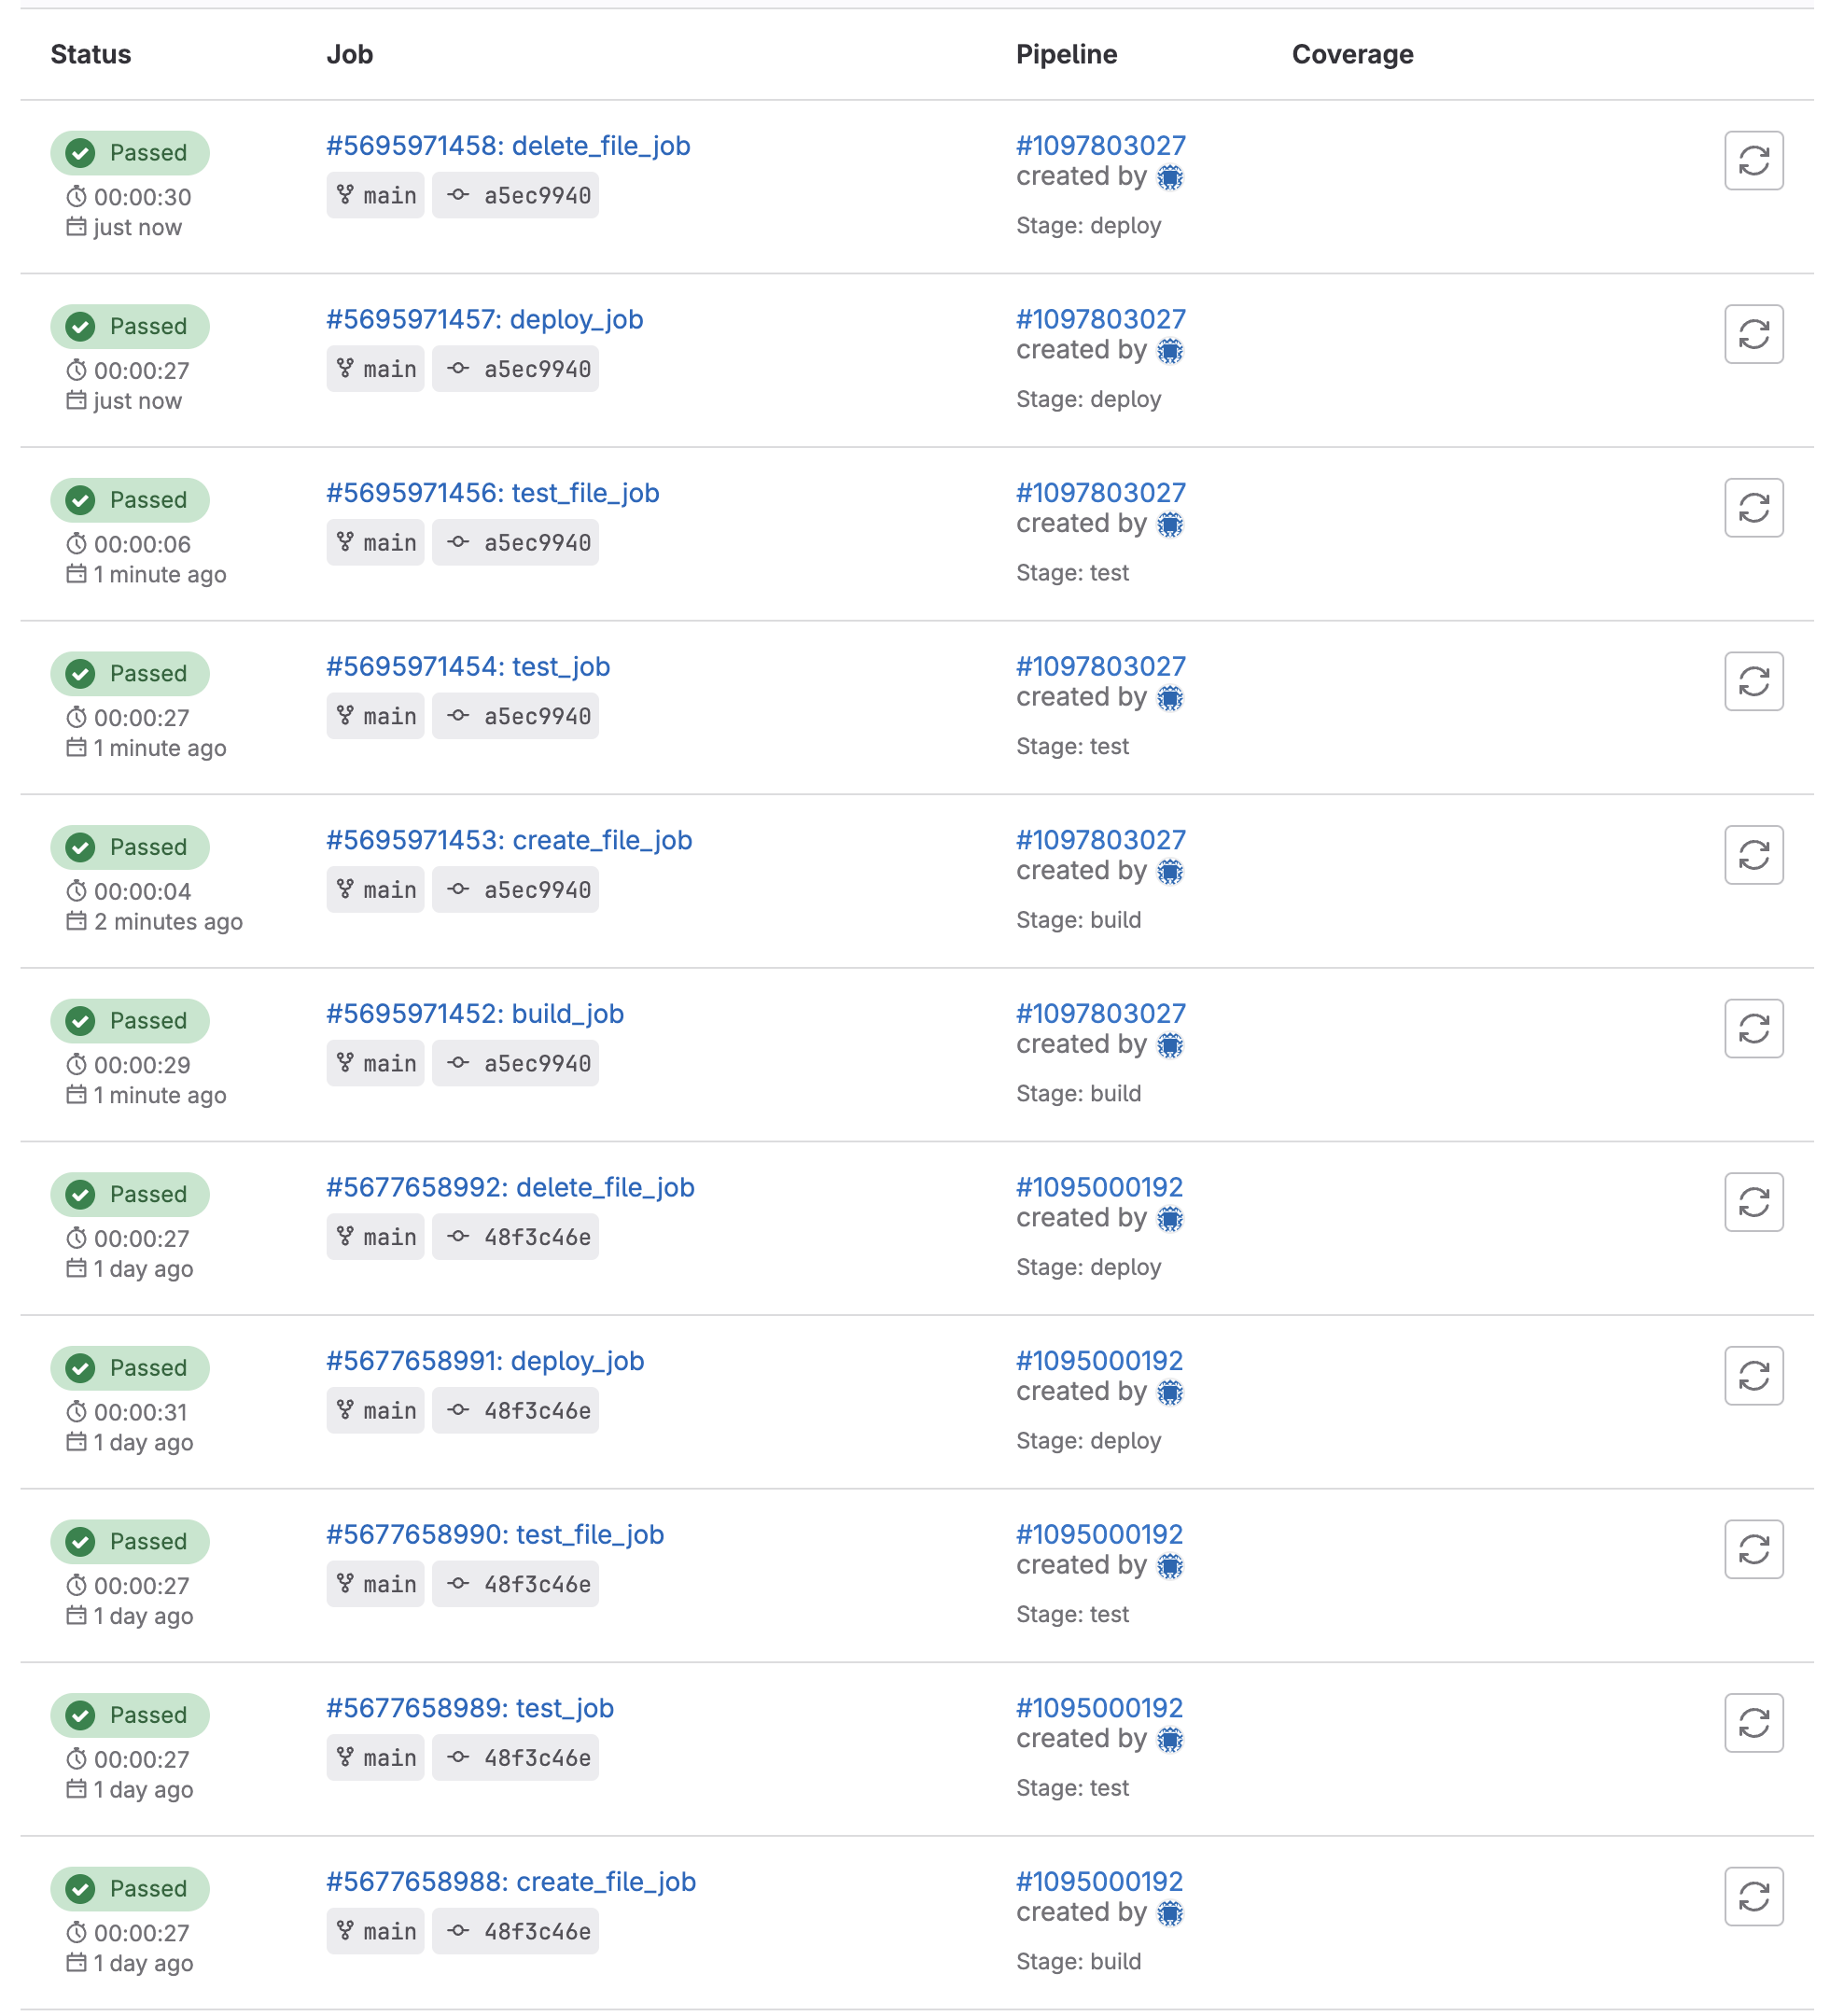 Status Job Pipeline Coverage
Passed #5695971458: delete_file_job #1097803027
00:00:30 main a5ec9940 created by
just now Stage: deploy
Passed #5695971457: deploy_job #1097803027
00:00:27 main a5ec9940 created by
just now Stage: deploy
Passed #5695971456: test_file_job #1097803027
00:00:06 main a5ec9940 created by
1 minute ago Stage: test
Passed #5695971454: test_job #1097803027
00:00:27 main a5ec9940 created by
1 minute ago Stage: test
Passed #5695971453: create_file_job #1097803027
00:00:04 main a5ec9940 created by
2 minutes ago Stage: build
Passed #5695971452: build_job #1097803027
00:00:29 main a5ec9940 created by
1 minute ago Stage: build
Passed #5677658992: delete_file_job #1095000192
00:00:27 main 48f3c46e created by
1 day ago Stage: deploy
Passed #5677658991: deploy_job #1095000192
00:00:31 main 48f3c46e created by
1 day ago Stage: deploy
Passed #5677658990: test_file_job #1095000192
00:00:27 main 48f3c46e created by
1 day ago Stage: test
Passed #5677658989: test_job #1095000192
00:00:27 main 48f3c46e created by
1 day ago Stage: test
Passed #5677658988: create_file_job #1095000192
00:00:27 main 48f3c46e created by
1 day ago Stage: build